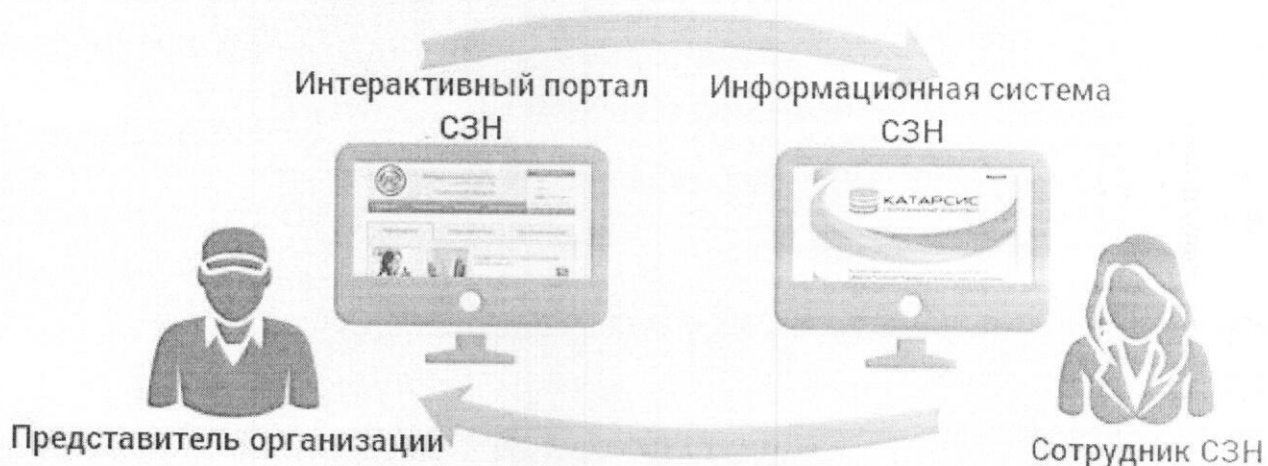 Интерактивный портал
СЗН
Информационная система
СЗН
КАТАРСИС
Представитель организации
Сотрудник СЗН